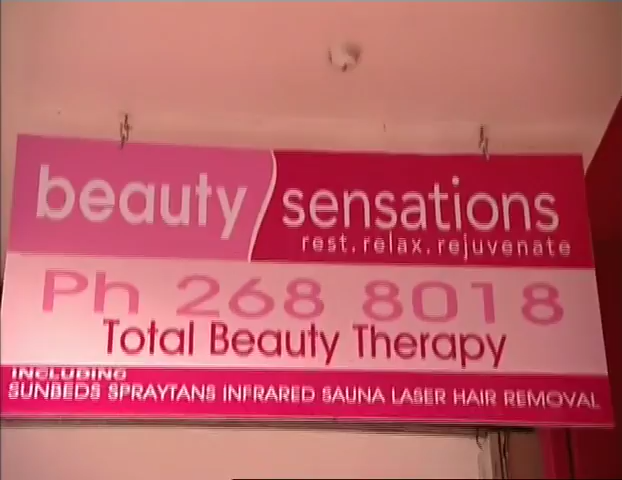 beauty sensations
rest.relax.rejuvenate
Ph 268 8018
Total Beauty Therapy
INCLUDING
SUNBEDS SPRAYTANS INFRARED SAUNA LASER HAIR REMOVAL